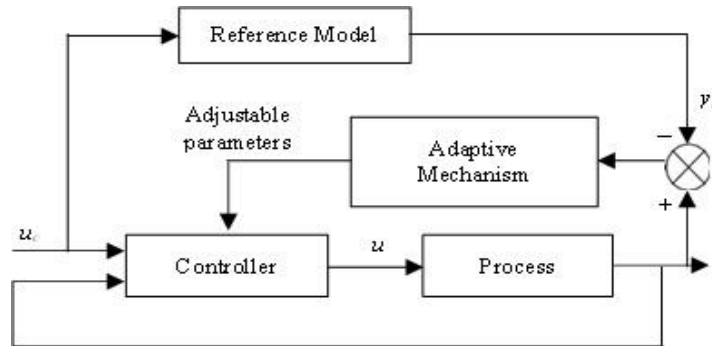 Reference Model
y
Adjustable
parameters
−
Adaptive
Mechanism
+
u꜀
u
Controller
Process